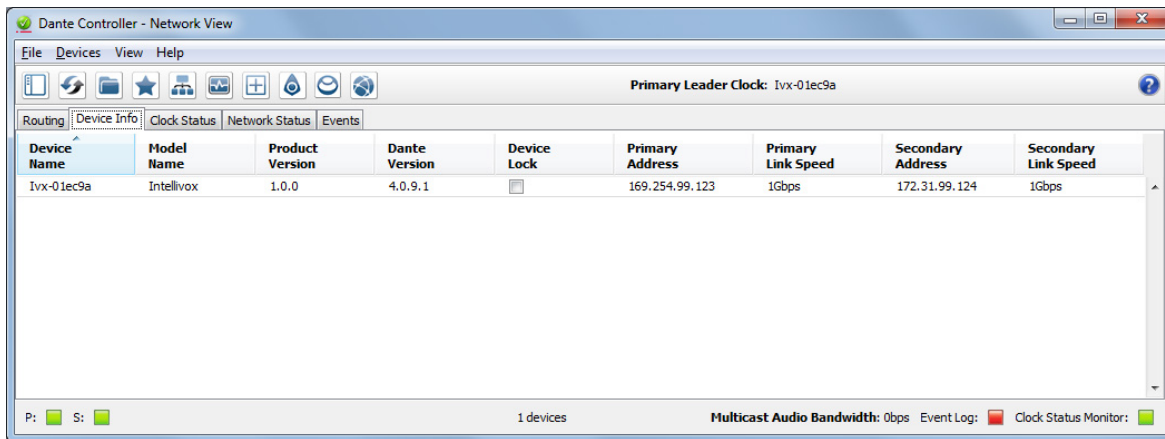 Dante Controller - Network View
File Devices View Help
Primary Leader Clock: Ivx-01ec9a
Routing Device Info Clock Status Network Status Events
Device Name Model Name Product Version Dante Version Device Lock Primary Address Primary Link Speed Secondary Address Secondary Link Speed
Ivx-01ec9a Intellivox 1.0.0 4.0.9.1 169.254.99.123 1Gbps 172.31.99.124 1Gbps
P: S: 1 devices Multicast Audio Bandwidth: 0bps Event Log: Clock Status Monitor: